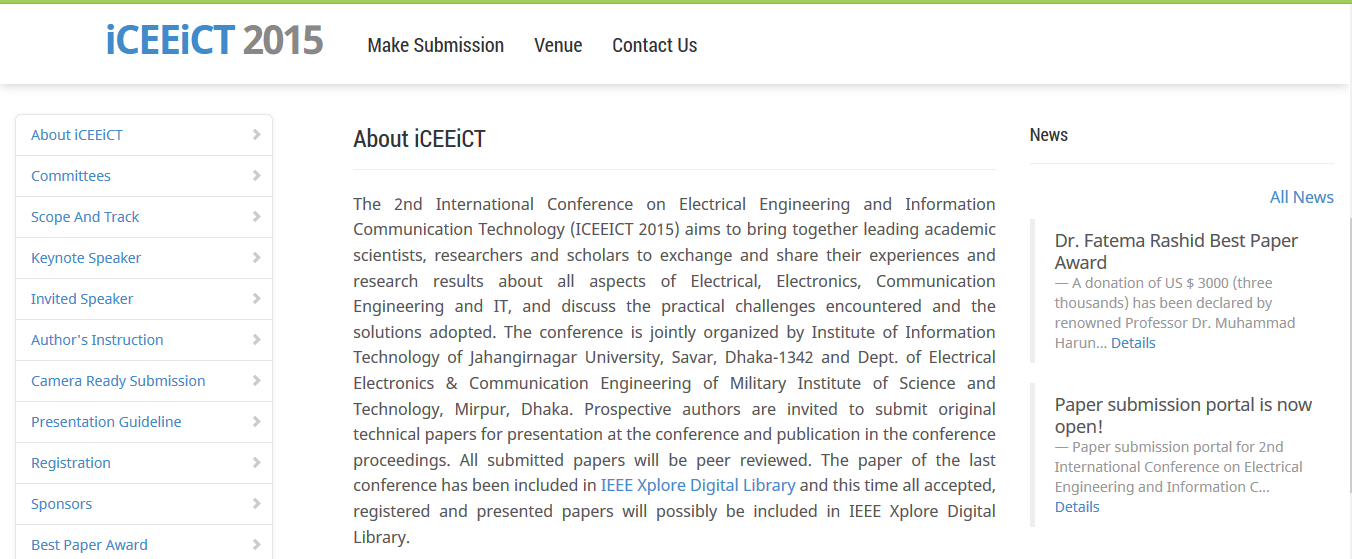 iCEEiCT 2015
Make Submission
Venue
Contact Us
About iCEEiCT
Committees
Scope And Track
Keynote Speaker
Invited Speaker
Author's Instruction
Camera Ready Submission
Presentation Guideline
Registration
Sponsors
Best Paper Award
About iCEEiCT
The 2nd International Conference on Electrical Engineering and Information
Communication Technology (ICEEICT 2015) aims to bring together leading academic
scientists, researchers and scholars to exchange and share their experiences and
research results about all aspects of Electrical, Electronics, Communication
Engineering and IT, and discuss the practical challenges encountered and the
solutions adopted. The conference is jointly organized by Institute of Information
Technology of Jahangirnagar University, Savar, Dhaka-1342 and Dept. of Electrical
Electronics & Communication Engineering of Military Institute of Science and
Technology, Mirpur, Dhaka. Prospective authors are invited to submit original
technical papers for presentation at the conference and publication in the conference
proceedings. All submitted papers will be peer reviewed. The paper of the last
conference has been included in IEEE Xplore Digital Library and this time all accepted,
registered and presented papers will possibly be included in IEEE Xplore Digital
Library.
News
All News
Dr. Fatema Rashid Best Paper
Award
— A donation of US $ 3000 (three
thousands) has been declared by
renowned Professor Dr. Muhammad
Harun... Details
Paper submission portal is now
open!
— Paper submission portal for 2nd
International Conference on Electrical
Engineering and Information C...
Details